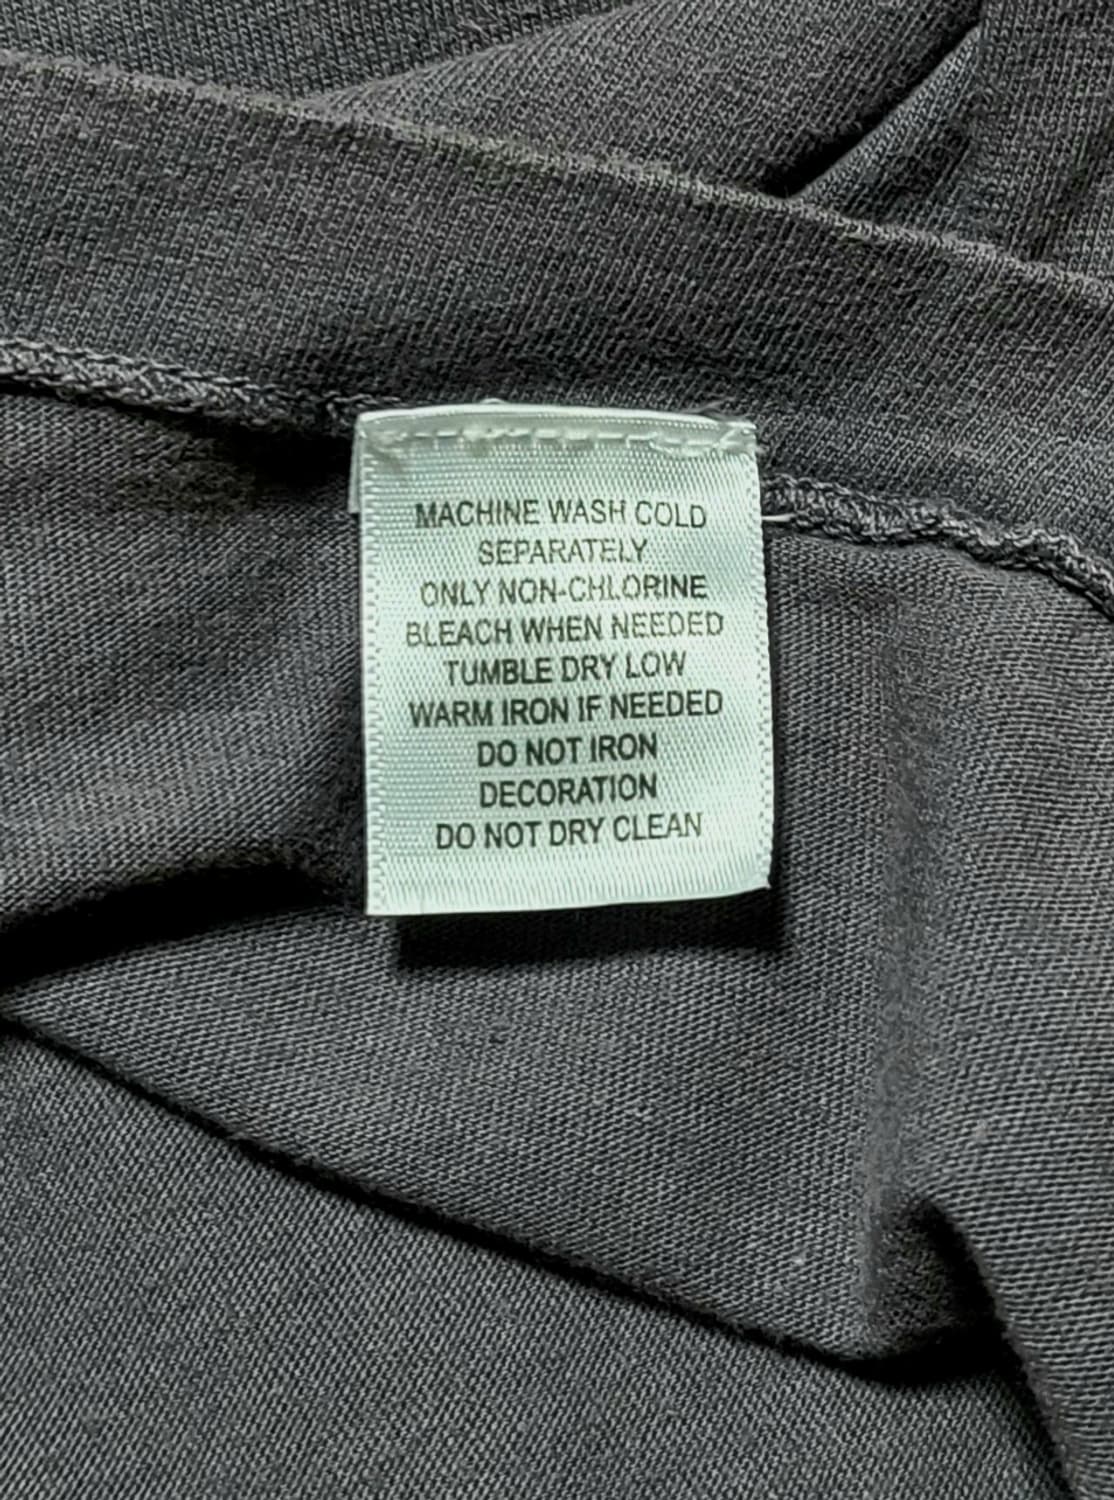 MACHINE WASH COLD
SEPARATELY
ONLY NON-CHLORINE
BLEACH WHEN NEEDED
TUMBLE DRY LOW
WARM IRON IF NEEDED
DO NOT IRON
DECORATION
DO NOT DRY CLEAN